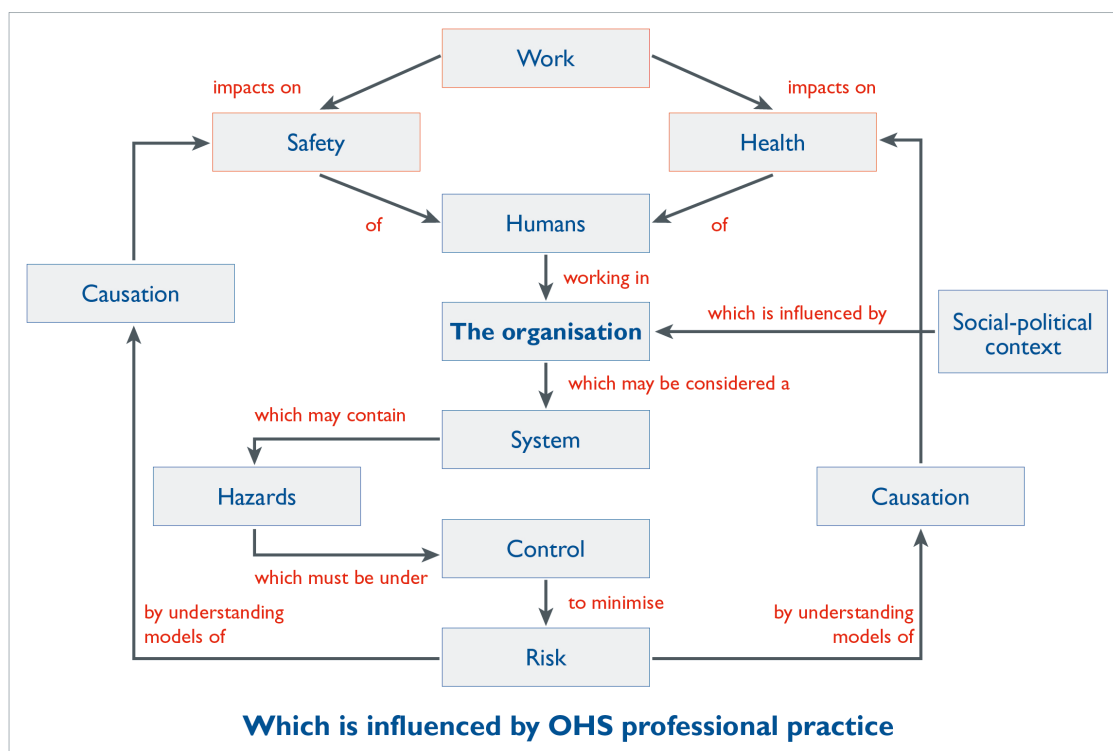 Work
impacts on
impacts on
Safety
Health
of
Humans
of
working in
Causation
The organisation
which is influenced by
Social-political
context
which may be considered a
which may contain
System
Hazards
Causation
Control
which must be under
by understanding
models of
to minimise
by understanding
models of
Risk
Which is influenced by OHS professional practice